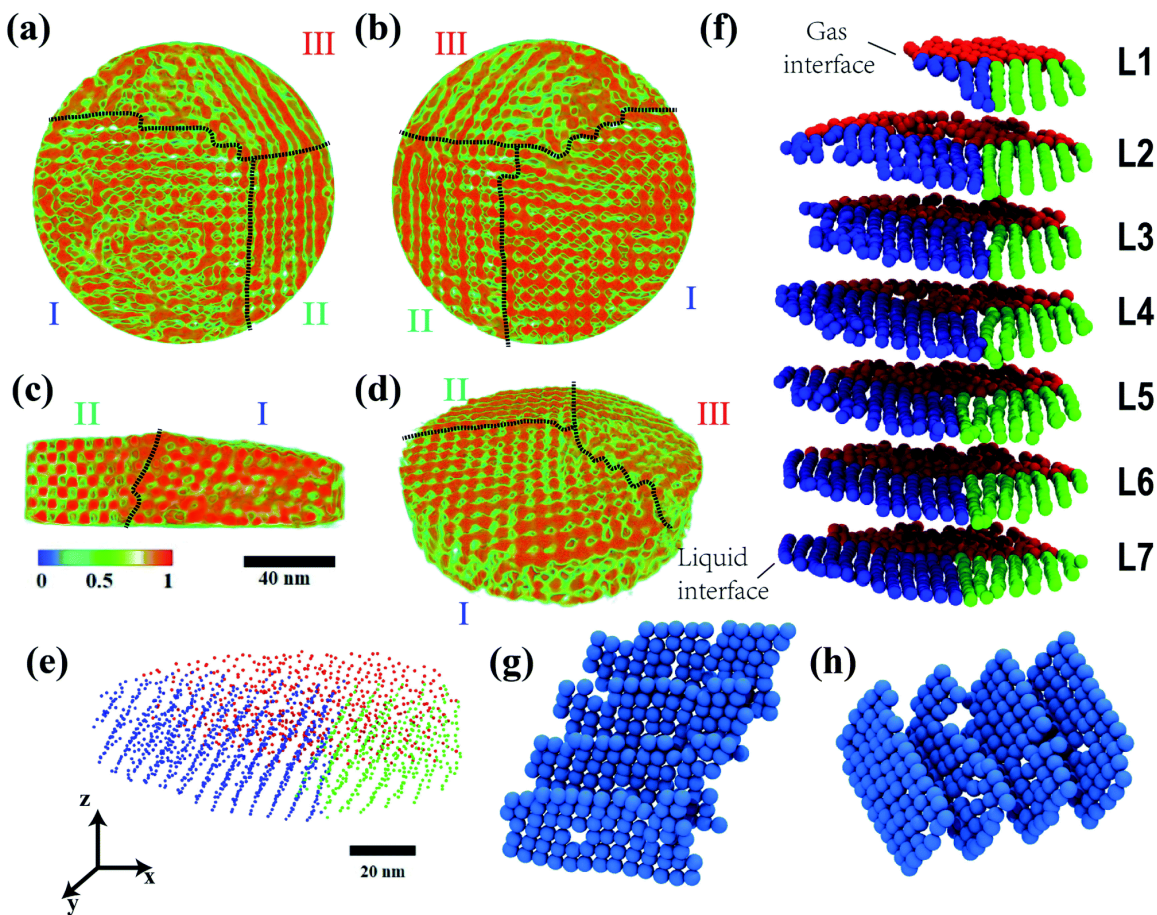 (a)
III
I
II
(b)
III
II
I
(c)
II
I
0 0.5 1
40 nm
(d)
II
III
I
(e)
z
x
y
20 nm
(f)
Gas
interface
L1
L2
L3
L4
L5
L6
L7
Liquid
interface
(g)
(h)